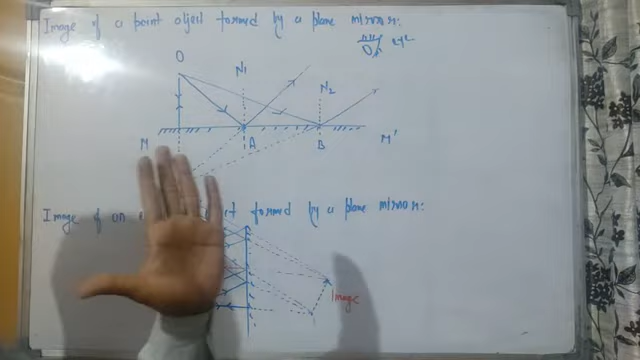 Image of a point object formed by a plane mirror:
O
N1
N2
M
A
B
M'
Image of an formed by a plane mirror:
Image